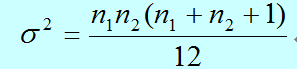 σ² = n₁n₂(n₁ + n₂ + 1) / 12 .